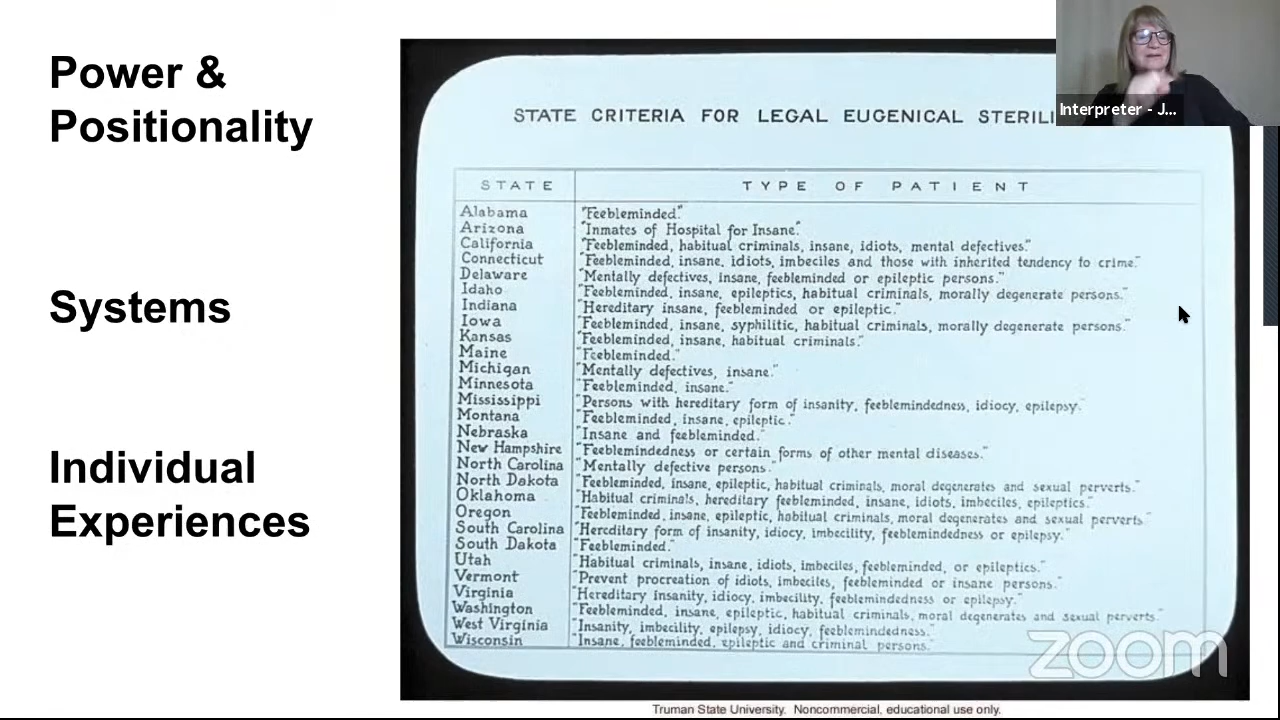 Power &
Positionality
Systems
Individual
Experiences
STATE CRITERIA FOR LEGAL EUGENICAL STERILI
STATE TYPE OF PATIENT
Alabama "Feebleminded."
Arizona "Inmates of Hospital for Insane."
California "Feebleminded, habitual criminals, insane, idiots, mental defectives."
Connecticut "Feebleminded, insane, idiots, imbeciles and those with inherited tendency to crime."
Delaware "Mentally defectives, insane, feebleminded or epileptic persons."
Idaho "Feebleminded, insane, epileptics, habitual criminals, morally degenerate persons."
Indiana "Hereditary insane, feebleminded or epileptic."
Iowa "Feebleminded, insane, syphilitic, habitual criminals, morally degenerate persons."
Kansas "Feebleminded, insane, habitual criminals."
Maine "Feebleminded."
Michigan "Mentally defectives, insane."
Minnesota "Feebleminded, insane."
Mississippi "Persons with hereditary form of insanity, feeblemindedness, idiocy, epilepsy."
Montana "Feebleminded, insane, epileptic."
Nebraska "Insane and feebleminded."
New Hampshire "Feeblemindedness or certain forms of other mental diseases."
North Carolina "Mentally defective persons."
North Dakota "Feebleminded, insane, epileptic, habitual criminals, moral degenerates and sexual perverts."
Oklahoma "Habitual criminals, hereditary feebleminded, insane, idiots, imbeciles, epileptics."
Oregon "Feebleminded, insane, epileptic, habitual criminals, moral degenerates and sexual perverts."
South Carolina "Hereditary form of insanity, idiocy, imbecility, feeblemindedness or epilepsy."
South Dakota "Feebleminded."
Utah "Habitual criminals, insane, idiots, imbeciles, feebleminded, or epileptics."
Vermont "Prevent procreation of idiots, imbeciles, feebleminded or insane persons."
Virginia "Hereditary insanity, idiocy, imbecility, feeblemindedness or epilepsy."
Washington "Feebleminded, insane, epileptic, habitual criminals, moral degenerates and sexual perverts."
West Virginia "Insanity, imbecility, epilepsy, idiocy, feeblemindedness."
Wisconsin "Insane, feebleminded, epileptic and criminal persons."
Truman State University. Noncommercial, educational use only.
Interpreter - J...
zoom